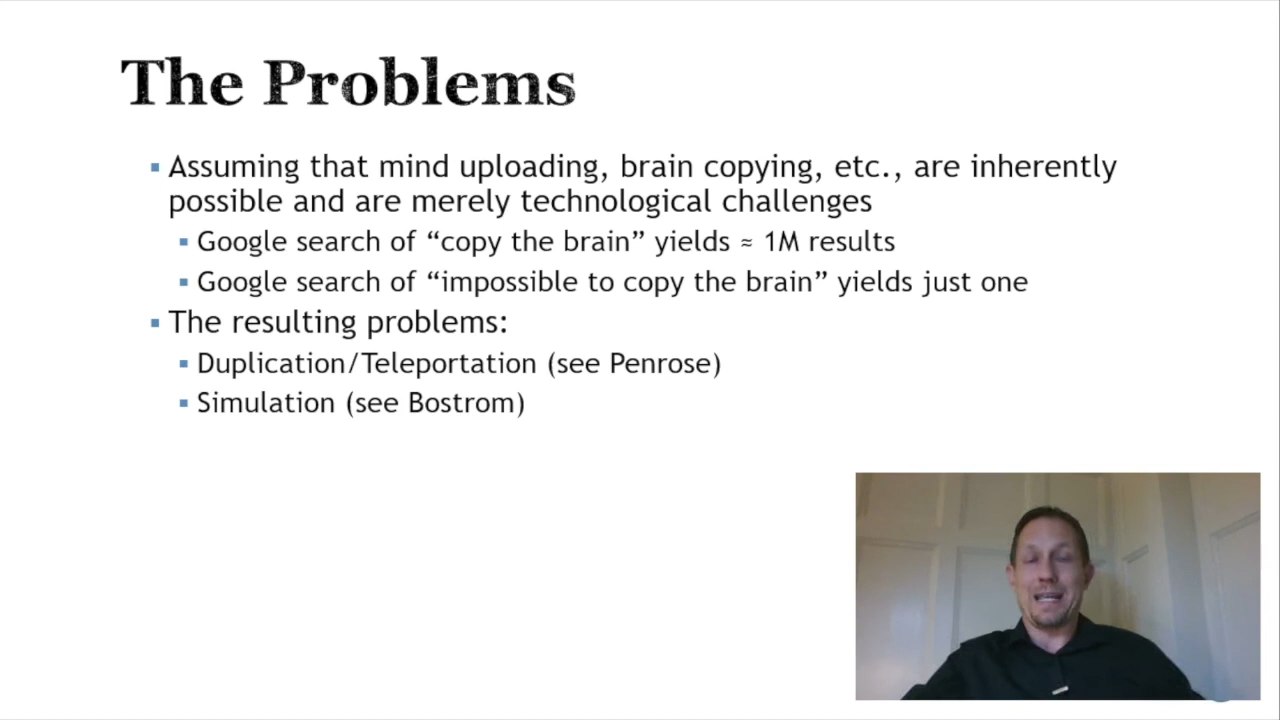 The Problems
Assuming that mind uploading, brain copying, etc., are inherently
possible and are merely technological challenges
Google search of “copy the brain” yields ≈ 1M results
Google search of “impossible to copy the brain” yields just one
The resulting problems:
Duplication/Teleportation (see Penrose)
Simulation (see Bostrom)